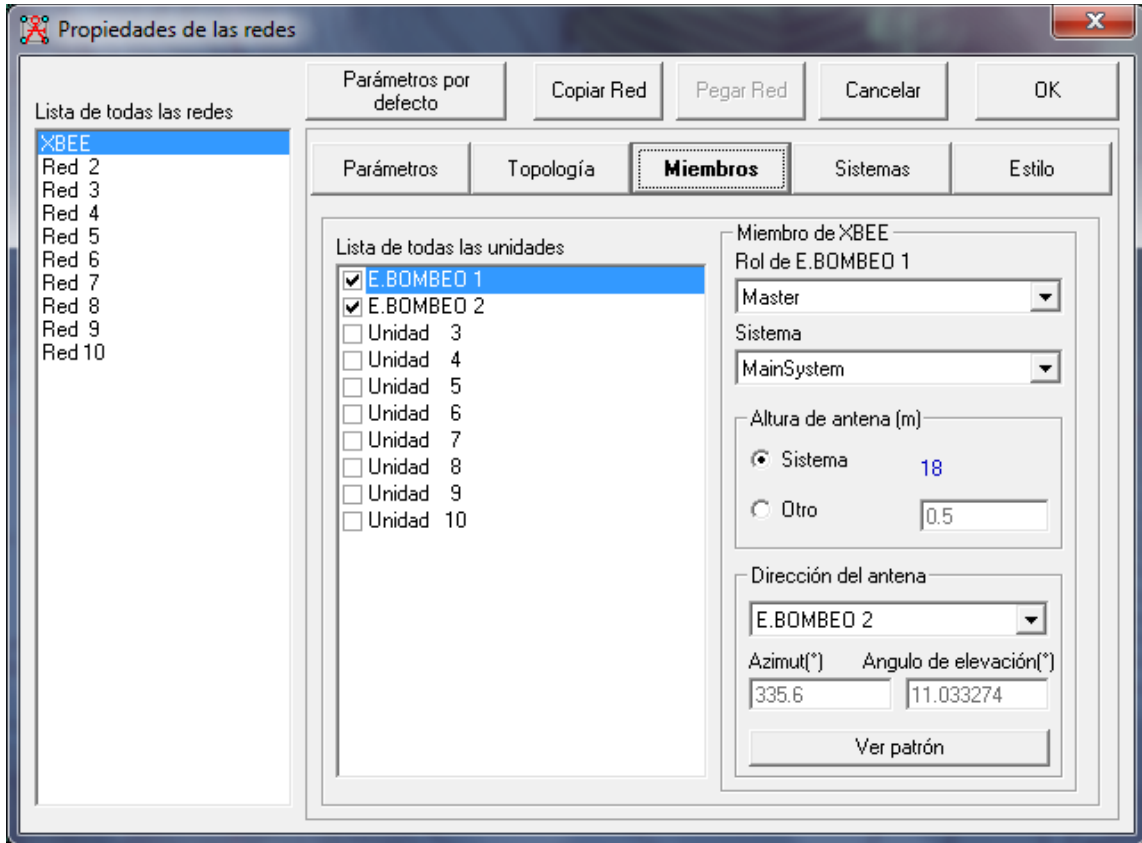 Propiedades de las redes
Parámetros por
defecto
Copiar Red
Pegar Red
Cancelar
OK
Lista de todas las redes
XBEE
Red 2
Red 3
Red 4
Red 5
Red 6
Red 7
Red 8
Red 9
Red 10
Parámetros
Topología
Miembros
Sistemas
Estilo
Lista de todas las unidades
E.BOMBEO 1
E.BOMBEO 2
Unidad 3
Unidad 4
Unidad 5
Unidad 6
Unidad 7
Unidad 8
Unidad 9
Unidad 10
Miembro de XBEE
Rol de E.BOMBEO 1
Master
Sistema
MainSystem
Altura de antena (m)
Sistema 18
Otro 0.5
Dirección del antena
E.BOMBEO 2
Azimut(°) Angulo de elevación(°)
335.6 11.033274
Ver patrón